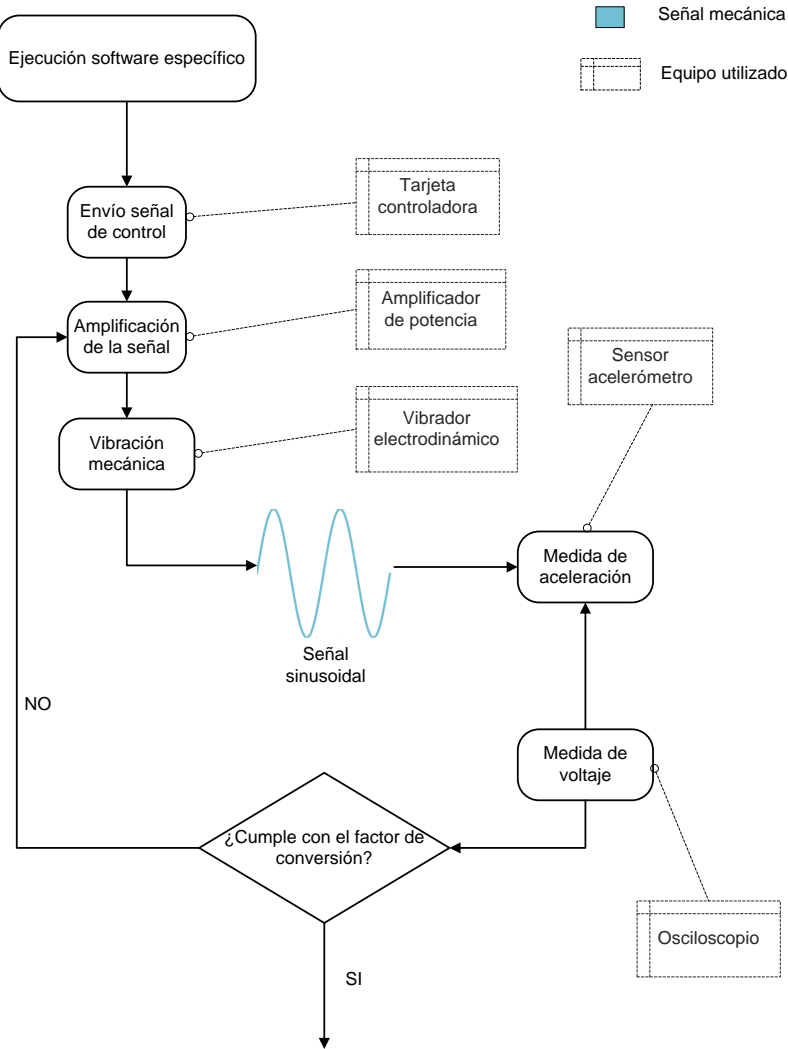 Señal mecánica
Ejecución software específico
Equipo utilizado
Tarjeta
controladora
Envío señal
de control
Amplificador
de potencia
Amplificación
de la señal
Sensor
acelerómetro
Vibrador
electrodinámico
Vibración
mecánica
Medida de
aceleración
Señal
sinusoidal
NO
Medida de
voltaje
¿Cumple con el factor de
conversión?
Osciloscopio
SI